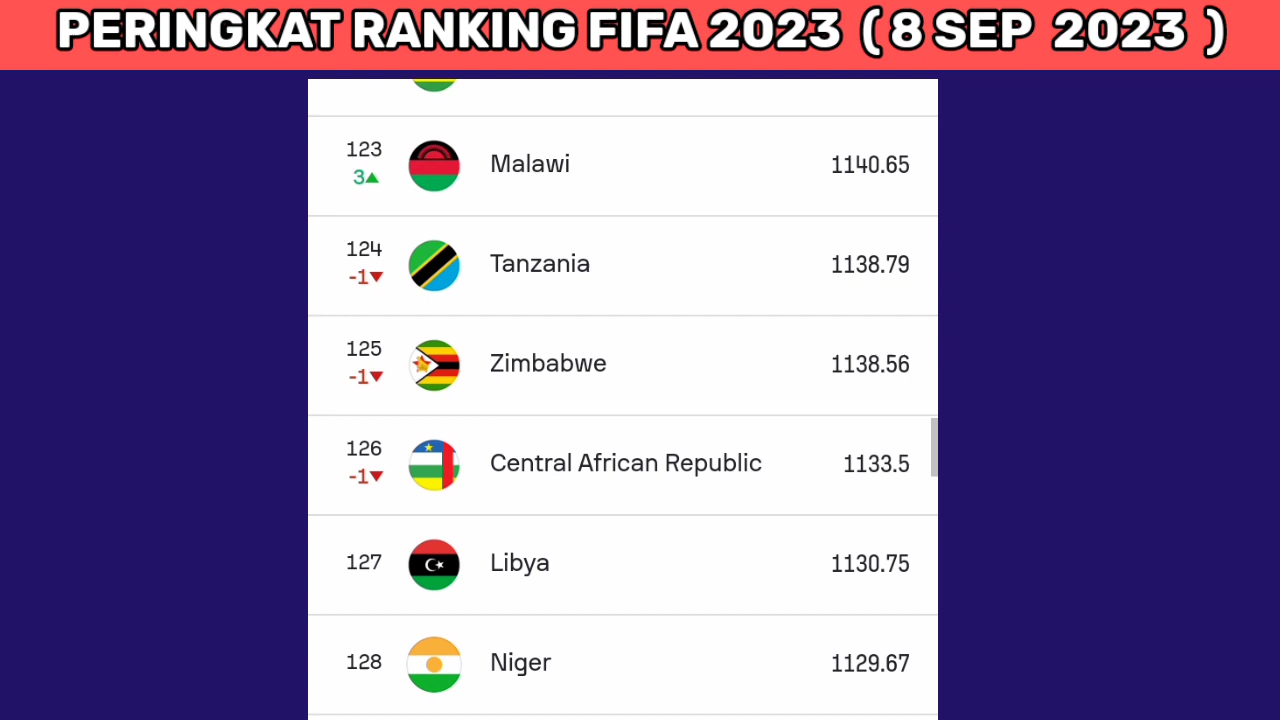 PERINGKAT RANKING FIFA 2023 ( 8 SEP 2023 )
123 Malawi 1140.65
3▲
124 Tanzania 1138.79
-1▼
125 Zimbabwe 1138.56
-1▼
126 Central African Republic 1133.5
-1▼
127 Libya 1130.75
128 Niger 1129.67